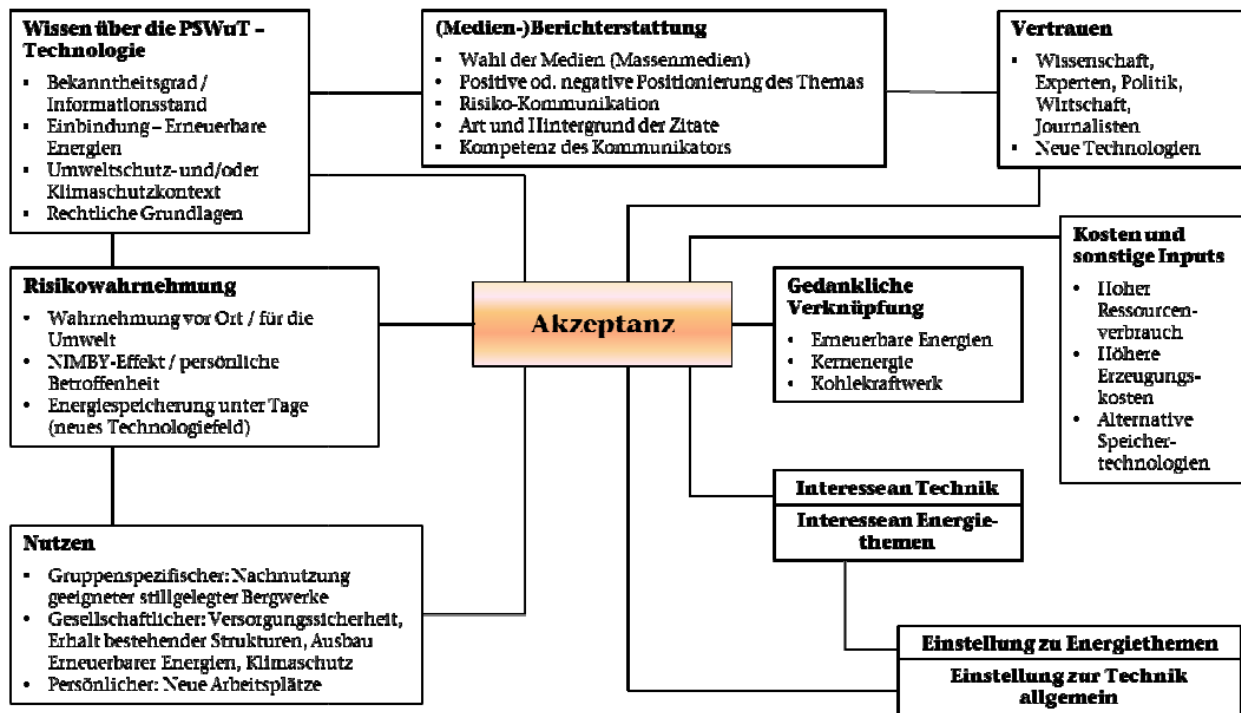 Wissen über die PSWuT –
Technologie
▪ Bekanntheitsgrad /
Informationsstand
▪ Einbindung – Erneuerbare
Energien
▪ Umweltschutz- und/oder
Klimaschutzkontext
▪ Rechtliche Grundlagen
(Medien-)Berichterstattung
▪ Wahl der Medien (Massenmedien)
▪ Positive od. negative Positionierung des Themas
▪ Risiko-Kommunikation
▪ Art und Hintergrund der Zitate
▪ Kompetenz des Kommunikators
Vertrauen
▪ Wissenschaft,
Experten, Politik,
Wirtschaft,
Journalisten
▪ Neue Technologien
Risikowahrnehmung
• Wahrnehmung vor Ort / für die
Umwelt
• NIMBY-Effekt / persönliche
Betroffenheit
• Energiespeicherung unter Tage
(neues Technologiefeld)
Akzeptanz
Gedankliche
Verknüpfung
• Erneuerbare Energien
• Kernenergie
• Kohlekraftwerk
Kosten und
sonstige Inputs
• Hoher
Ressourcen-
verbrauch
• Höhere
Erzeugungs-
kosten
• Alternative
Speicher-
technologien
Interesse an Technik
Interesse an Energie-
themen
Nutzen
▪ Gruppenspezifischer: Nachnutzung
geeigneter stillgelegter Bergwerke
▪ Gesellschaftlicher: Versorgungssicherheit,
Erhalt bestehender Strukturen, Ausbau
Erneuerbarer Energien, Klimaschutz
▪ Persönlicher: Neue Arbeitsplätze
Einstellung zu Energiethemen
Einstellung zur Technik
allgemein